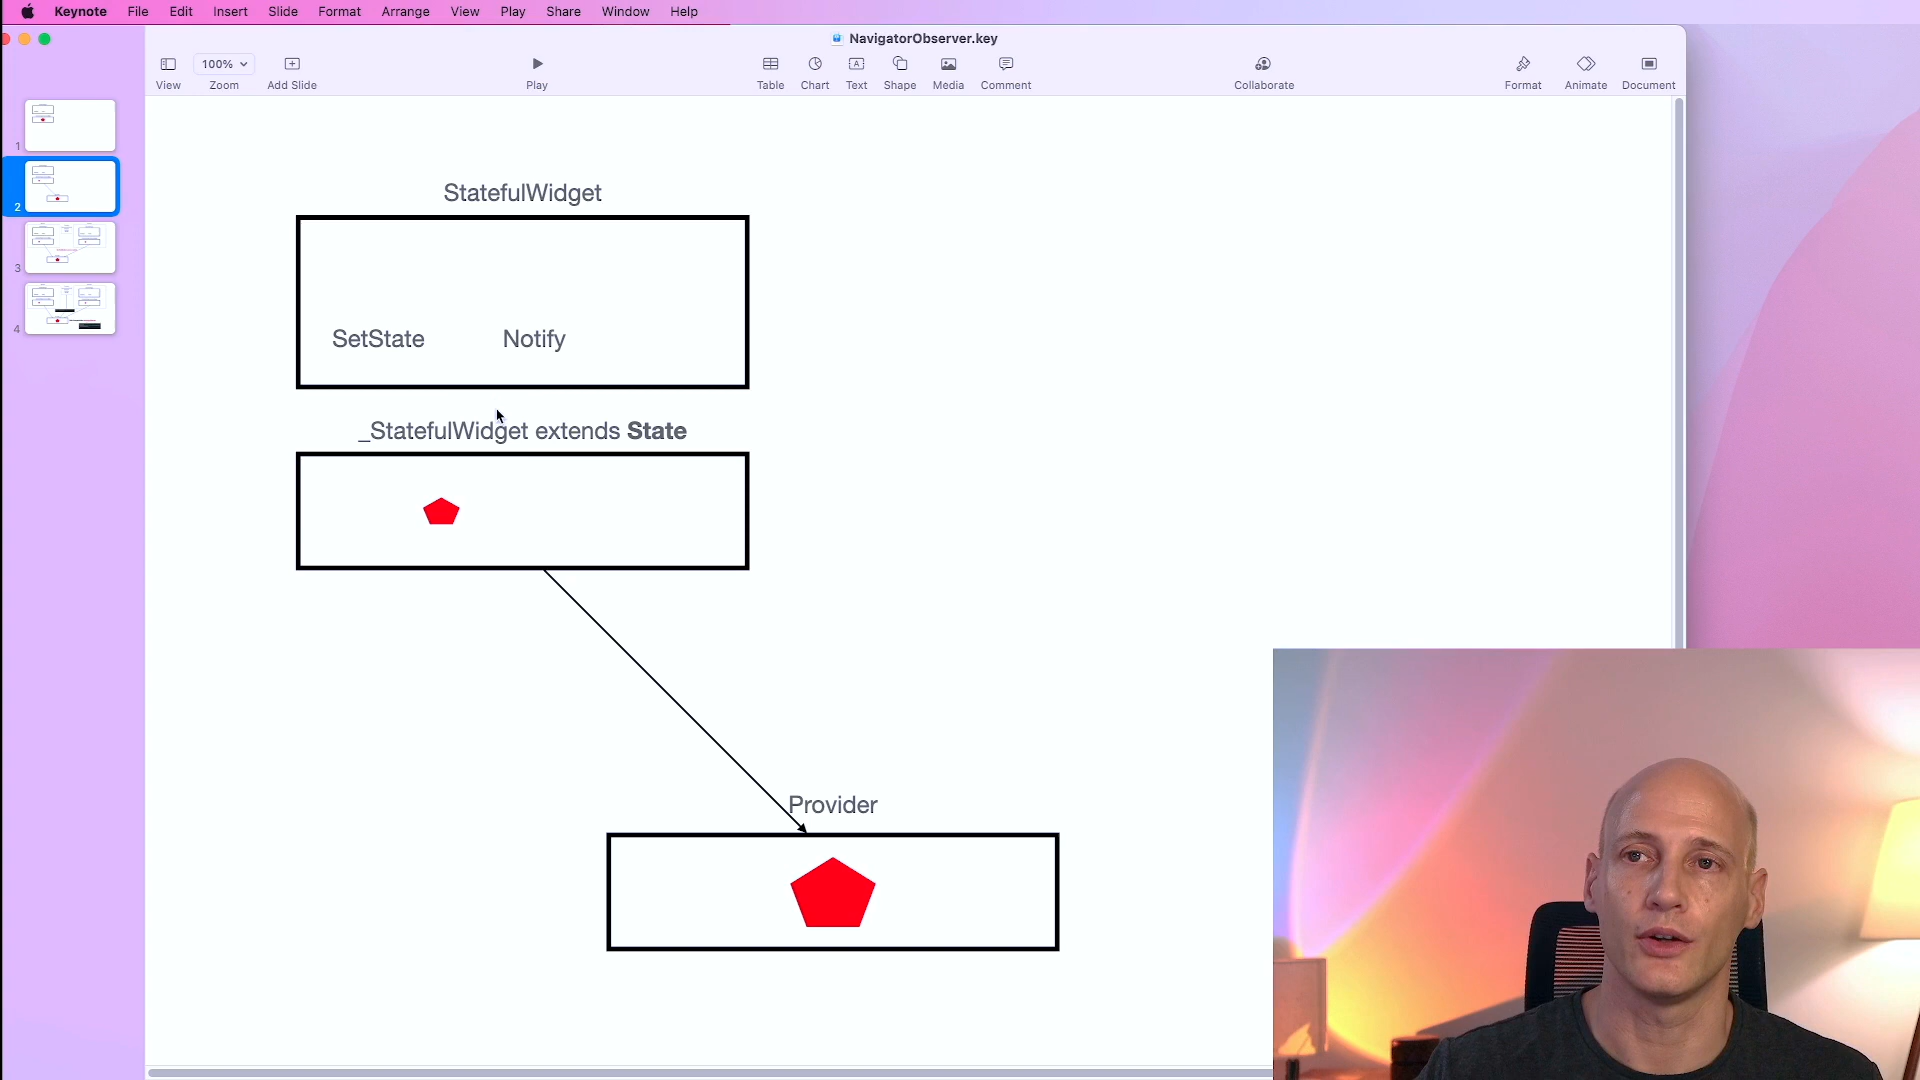 Keynote File Edit Insert Slide Format Arrange View Play Share Window Help
NavigatorObserver.key
100%
View Zoom Add Slide Play Table Chart Text Shape Media Comment Collaborate Format Animate Document
1
2
3
4
StatefulWidget
SetState Notify
_StatefulWidget extends State
Provider